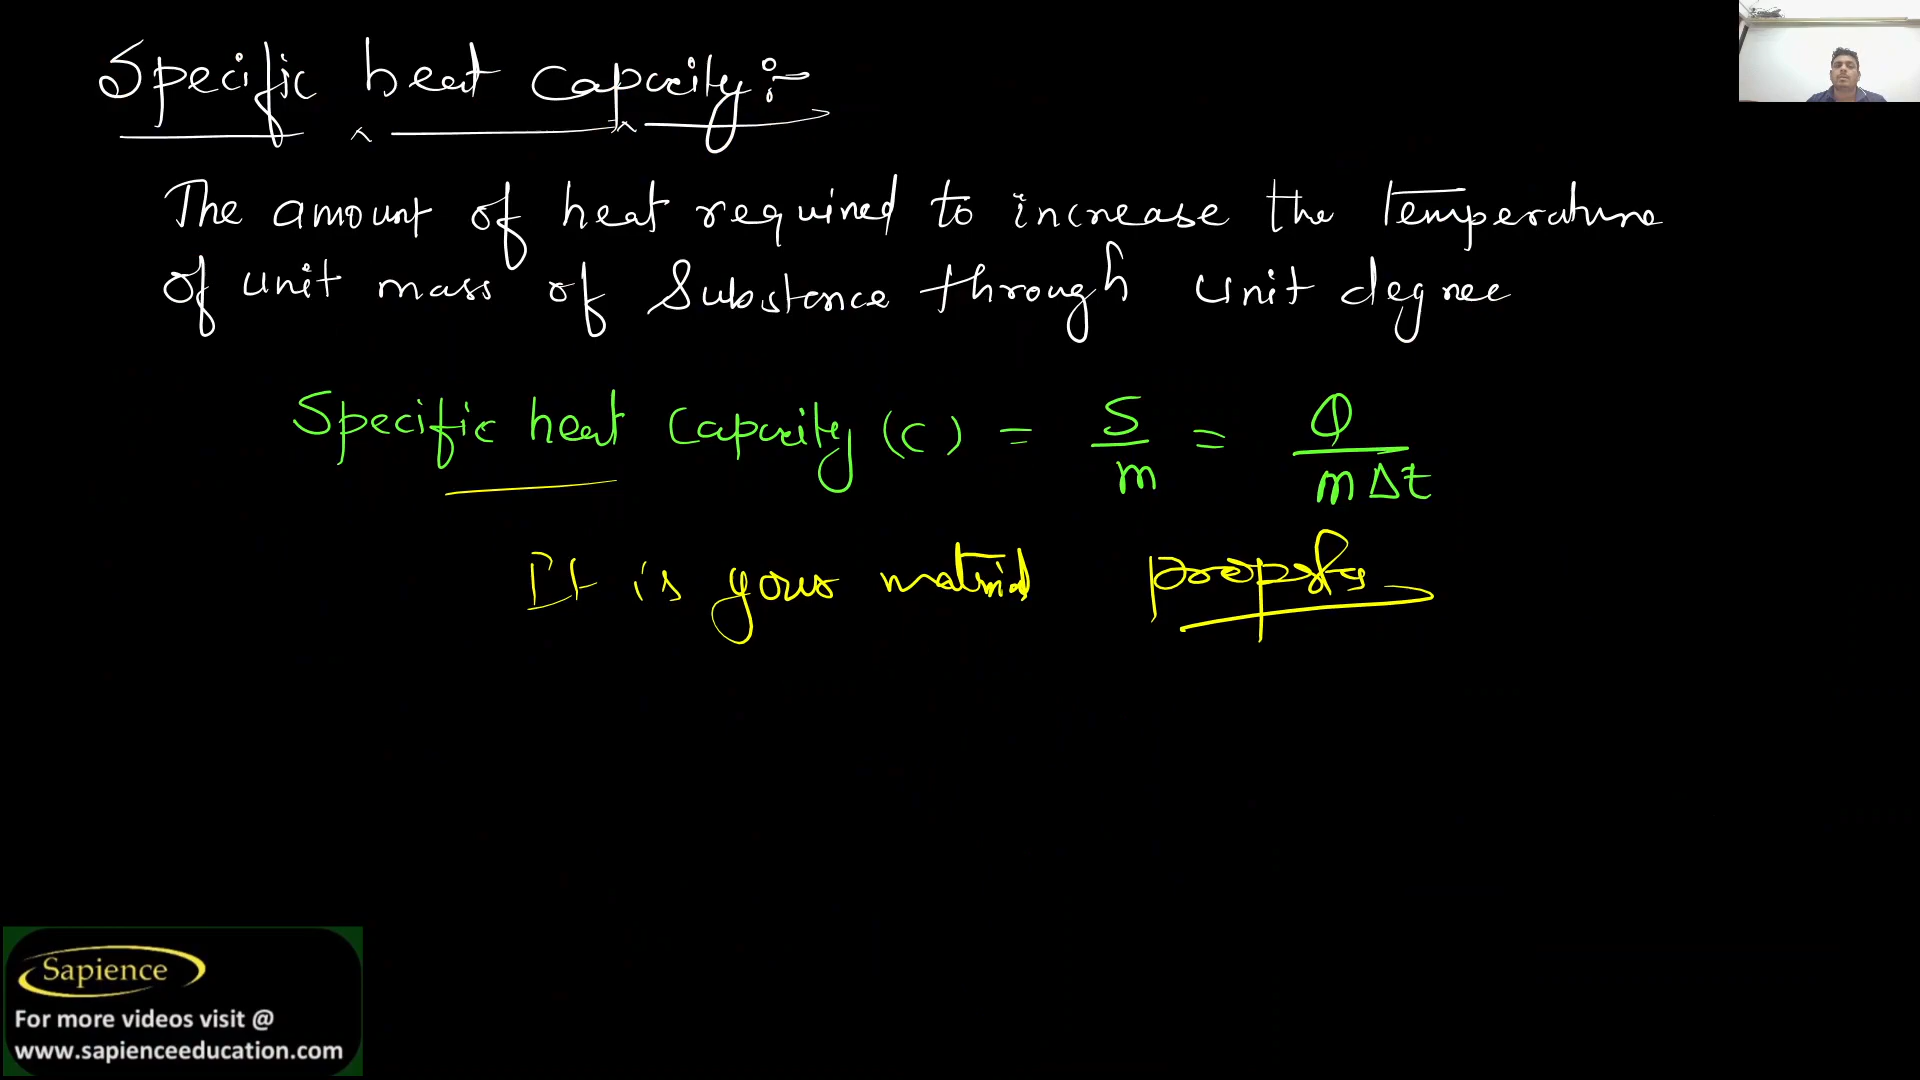 Specific heat capacity :-
The amount of heat required to increase the temperature
of unit mass of Substance through unit degree
Specific heat Capacity (c) = S/m = Q/mΔt
It is your material property
Sapience
For more videos visit @
www.sapienceeducation.com